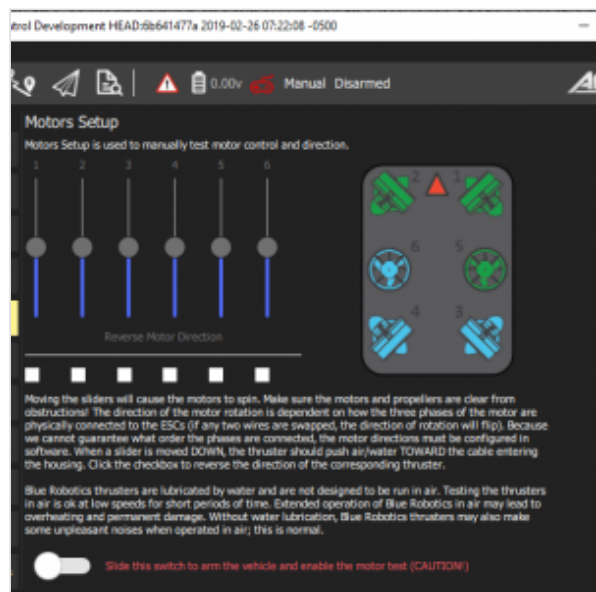 trol Development HEAD:6b641477a 2019-02-26 07:22:08 -0500
0.00v Manual Disarmed
Motors Setup
Motors Setup is used to manually test motor control and direction.
1 2 3 4 5 6
2 1
6 5
4 3
Reverse Motor Direction
Moving the sliders will cause the motors to spin. Make sure the motors and propellers are clear from
obstructions! The direction of the motor rotation is dependent on how the three phases of the motor are
physically connected to the ESCs (if any two wires are swapped, the direction of rotation will flip). Because
we cannot guarantee what order the phases are connected, the motor directions must be configured in
software. When a slider is moved DOWN, the thruster should push air/water TOWARD the cable entering
the housing. Click the checkbox to reverse the direction of the corresponding thruster.
Blue Robotics thrusters are lubricated by water and are not designed to be run in air. Testing the thrusters
in air is ok at low speeds for short periods of time. Extended operation of Blue Robotics in air may lead to
overheating and permanent damage. Without water lubrication, Blue Robotics thrusters may also make
some unpleasant noises when operated in air; this is normal.
Slide this switch to arm the vehicle and enable the motor test (CAUTION!)